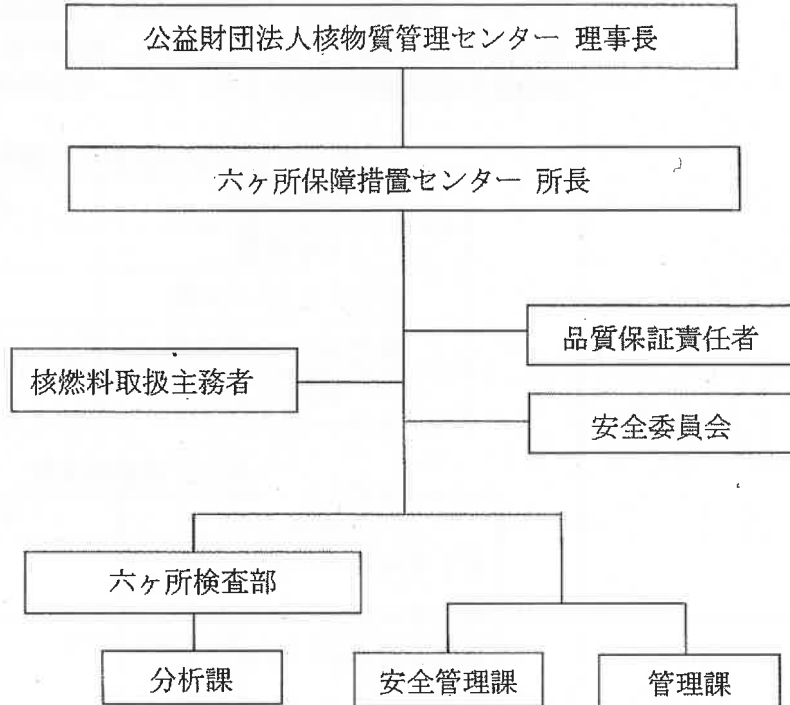 公益財団法人核物質管理センター 理事長
六ヶ所保障措置センター 所長
品質保証責任者
核燃料取扱主務者
安全委員会
六ヶ所検査部
分析課
安全管理課
管理課